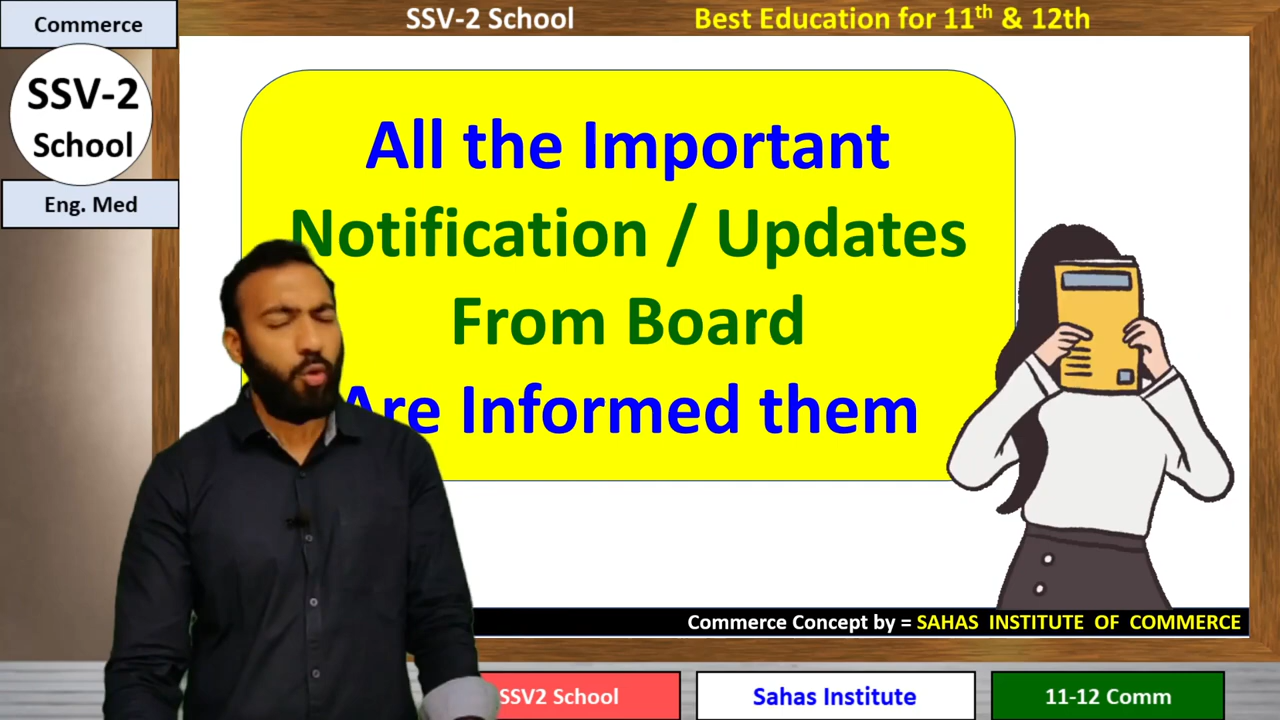 Commerce
SSV-2 School
Best Education for 11th & 12th
SSV-2
School
Eng. Med
All the Important
Notification / Updates
From Board
Are Informed them
Commerce Concept by = SAHAS INSTITUTE OF COMMERCE
SSV2 School
Sahas Institute
11-12 Comm